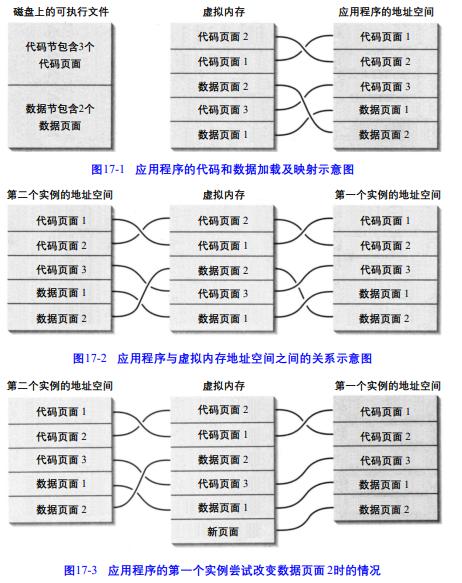 磁盘上的可执行文件
虚拟内存
应用程序的地址空间
代码节包含3个
代码页面
数据节包含2个
数据页面
代码页面 2
代码页面 1
数据页面 2
代码页面 3
数据页面 1
代码页面 1
代码页面 2
代码页面 3
数据页面 1
数据页面 2
图17-1 应用程序的代码和数据加载及映射示意图
第二个实例的地址空间
虚拟内存
第一个实例的地址空间
代码页面 1
代码页面 2
代码页面 3
数据页面 1
数据页面 2
代码页面 2
代码页面 1
数据页面 2
代码页面 3
数据页面 1
代码页面 1
代码页面 2
代码页面 3
数据页面 1
数据页面 2
图17-2 应用程序与虚拟内存地址空间之间的关系示意图
第二个实例的地址空间
虚拟内存
第一个实例的地址空间
代码页面 1
代码页面 2
代码页面 3
数据页面 1
数据页面 2
代码页面 2
代码页面 1
数据页面 2
代码页面 3
数据页面 1
新页面
代码页面 1
代码页面 2
代码页面 3
数据页面 1
数据页面 2
图17-3 应用程序的第一个实例尝试改变数据页面 2时的情况